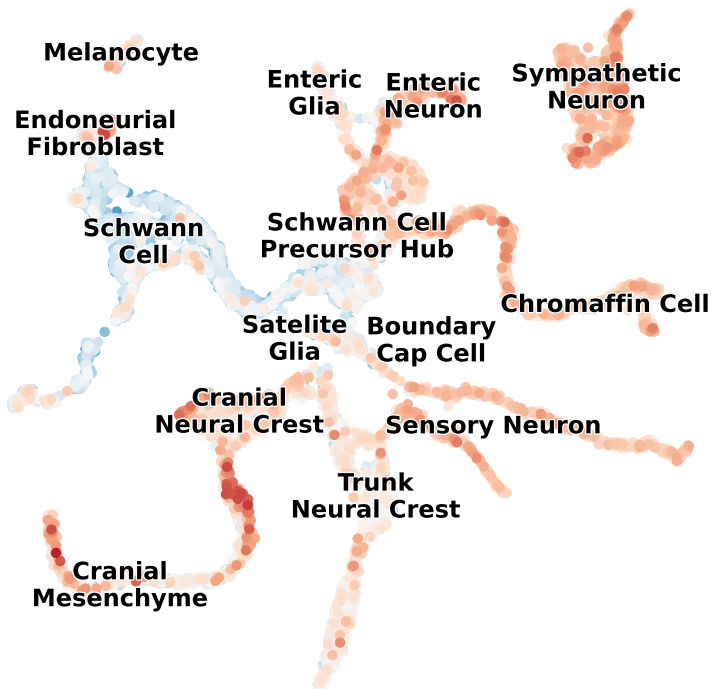 Melanocyte
Enteric
Glia
Enteric
Neuron
Sympathetic
Neuron
Endoneurial
Fibroblast
Schwann
Cell
Schwann Cell
Precursor Hub
Chromaffin Cell
Satelite
Glia
Boundary
Cap Cell
Cranial
Neural Crest
Sensory Neuron
Trunk
Neural Crest
Cranial
Mesenchyme